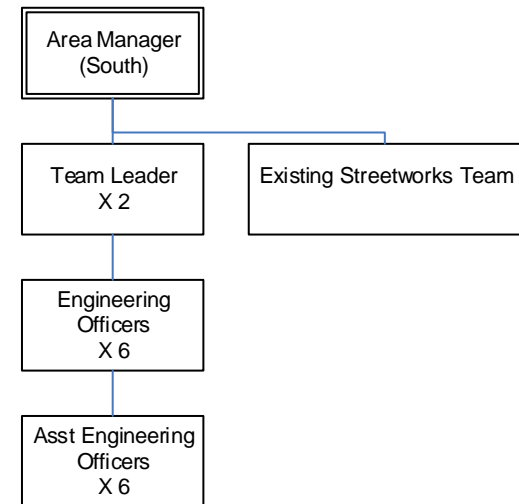 Area Manager
(South)
Team Leader
X 2
Existing Streetworks Team
Engineering
Officers
X 6
Asst Engineering
Officers
X 6